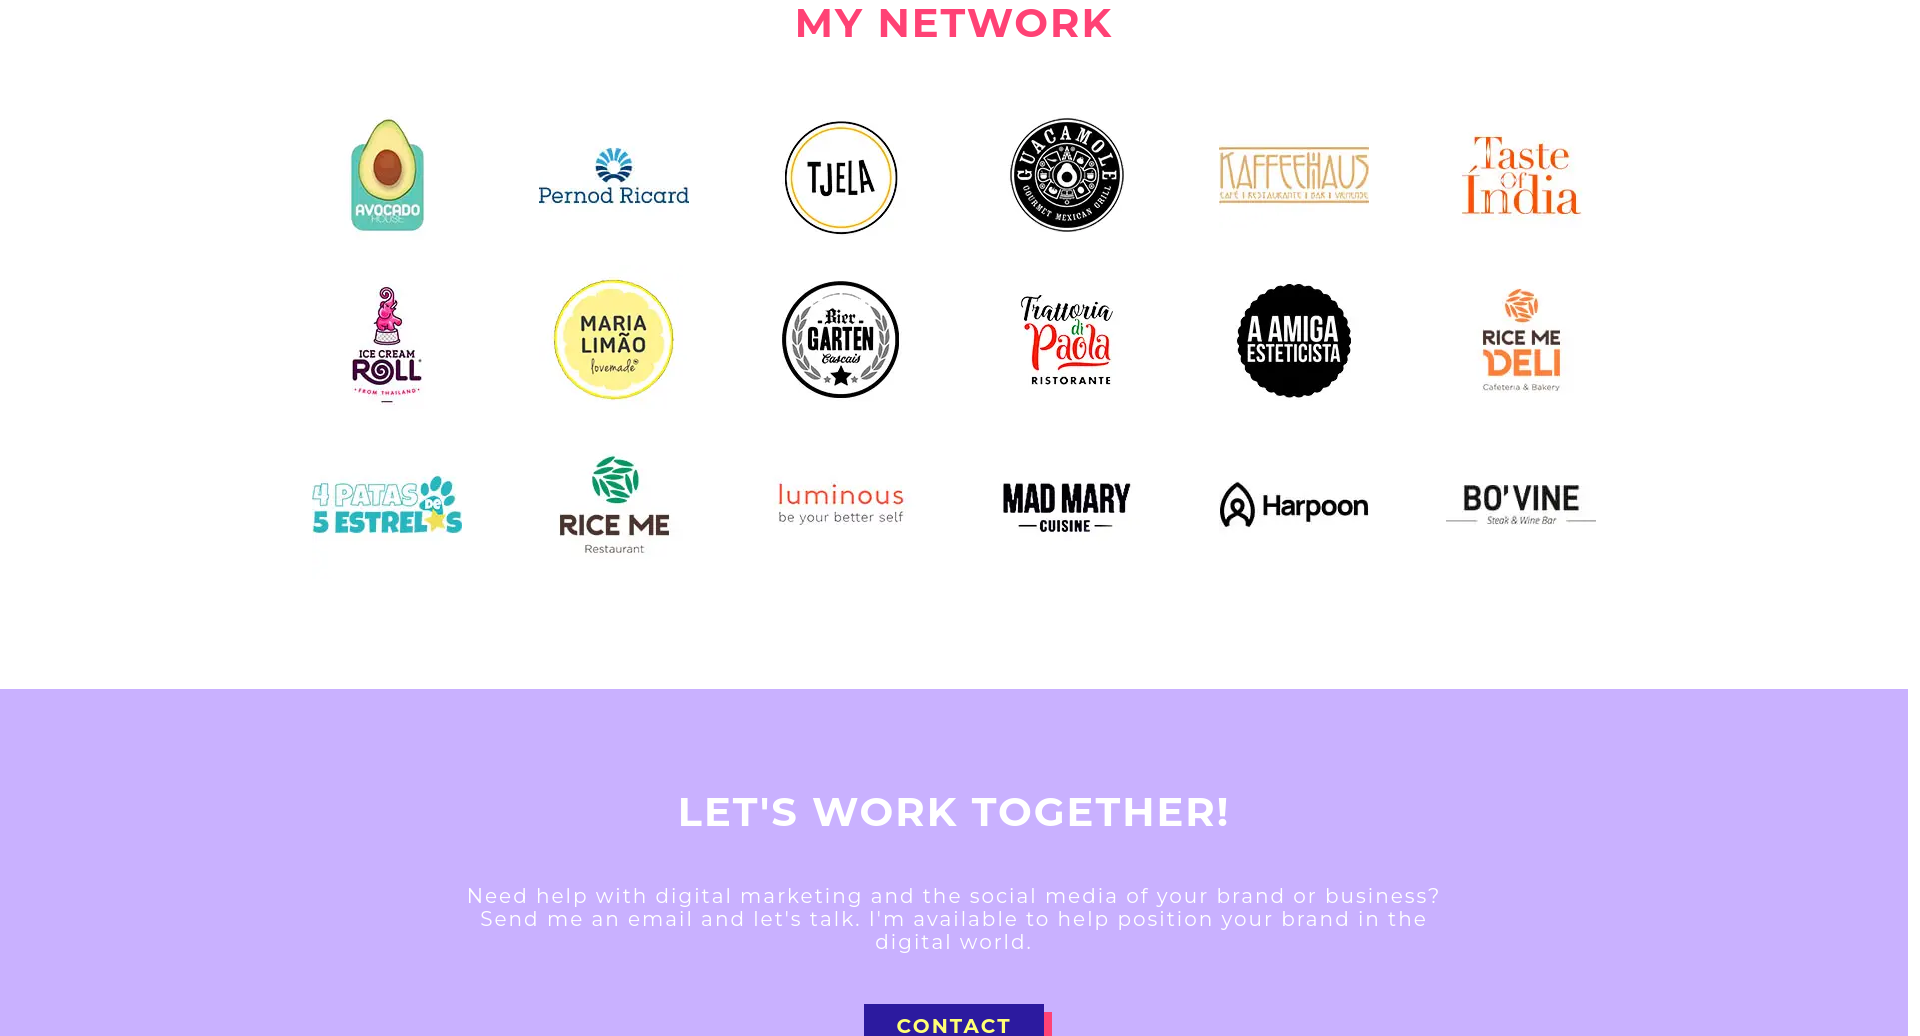 MY NETWORK
AVOCADO
HOUSE
Pernod Ricard
TJELA
GUACAMOLE
GOURMET MEXICAN GRILL
KAFFEEHAUS
CAFÉ | RESTAURANTE | BAR | VIENENSE
Taste
Of
Índia
ICE CREAM
ROLL
• FROM THAILAND •
MARIA
LIMÃO
lovemade
Bier
GARTEN
Cascais
Trattoria
di
Paola
RISTORANTE
A AMIGA
ESTETICISTA
RICE ME
DELI
Cafeteria & Bakery
4 PATAS
DE
5 ESTRELAS
RICE ME
Restaurant
luminous
be your better self
MAD MARY
CUISINE
Harpoon
BO'VINE
Steak & Wine Bar
LET'S WORK TOGETHER!
Need help with digital marketing and the social media of your brand or business?
Send me an email and let's talk. I'm available to help position your brand in the
digital world.
CONTACT